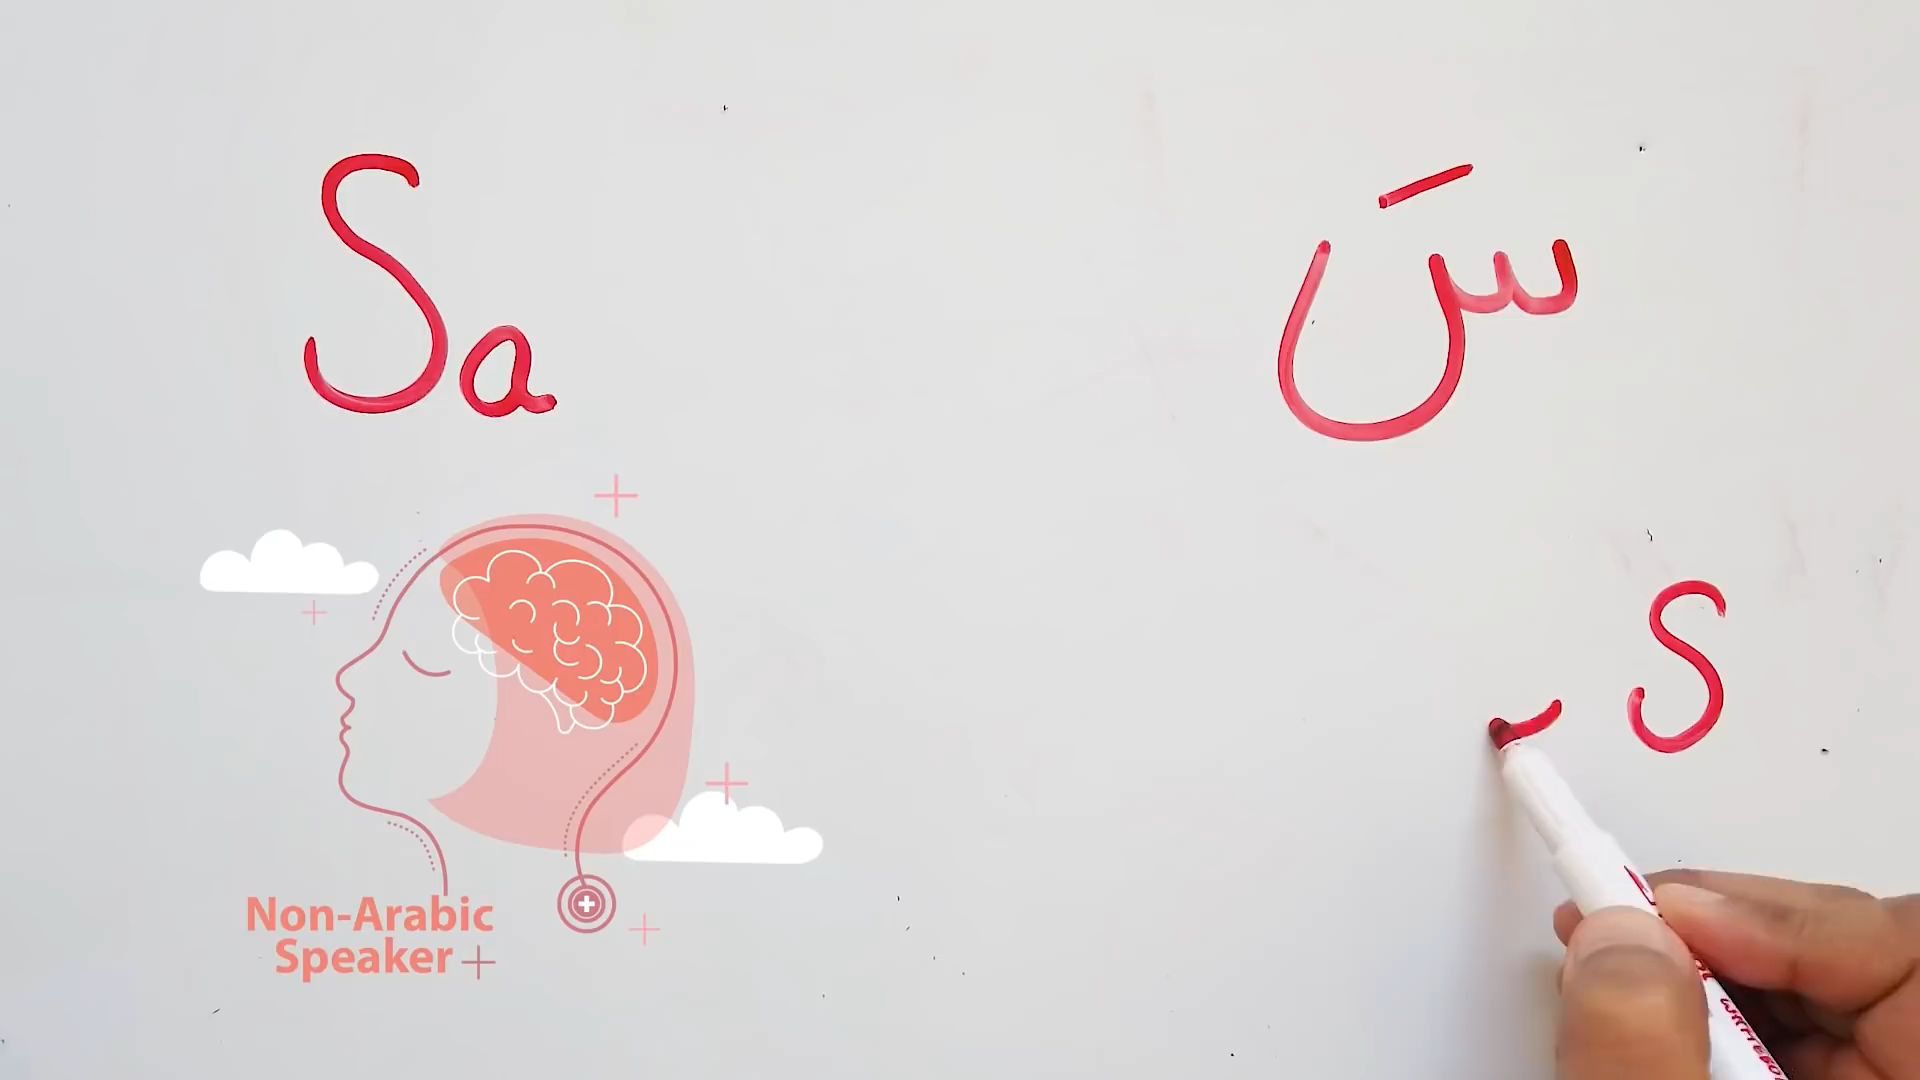 Sa
سَ
S
Non-Arabic
Speaker